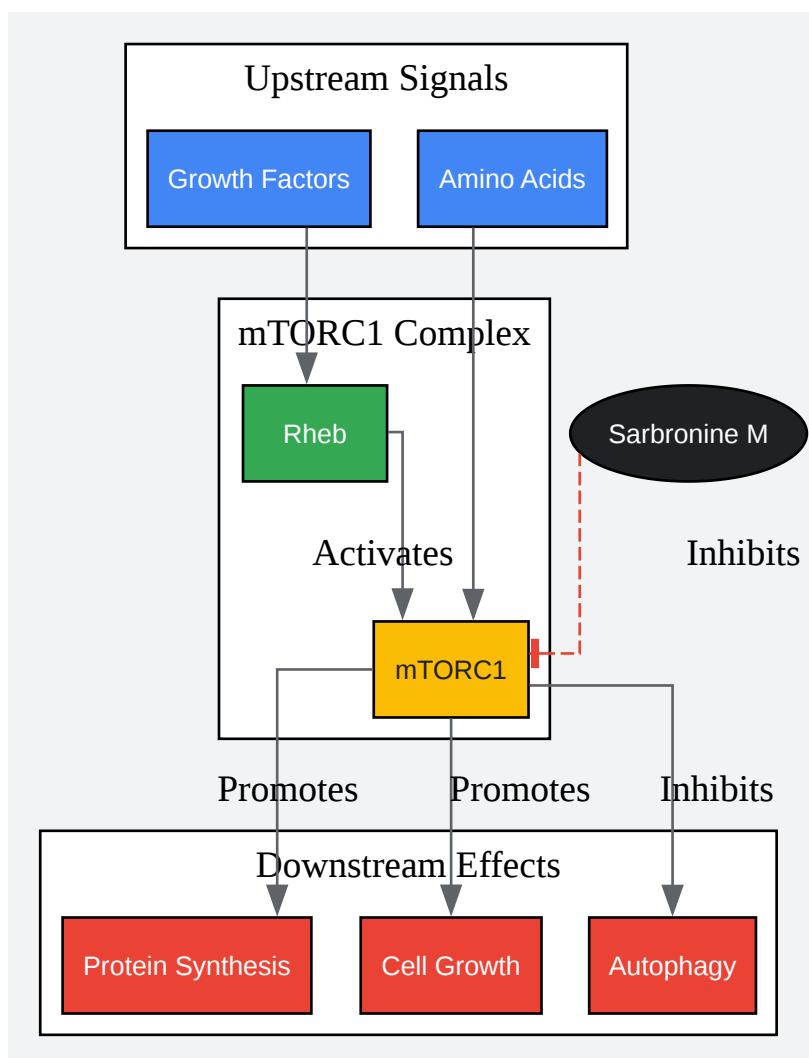 Upstream Signals
Growth Factors
Amino Acids
mTORC1 Complex
Rheb
Sarbronine M
Activates
Inhibits
mTORC1
Promotes
Promotes
Inhibits
Downstream Effects
Protein Synthesis
Cell Growth
Autophagy